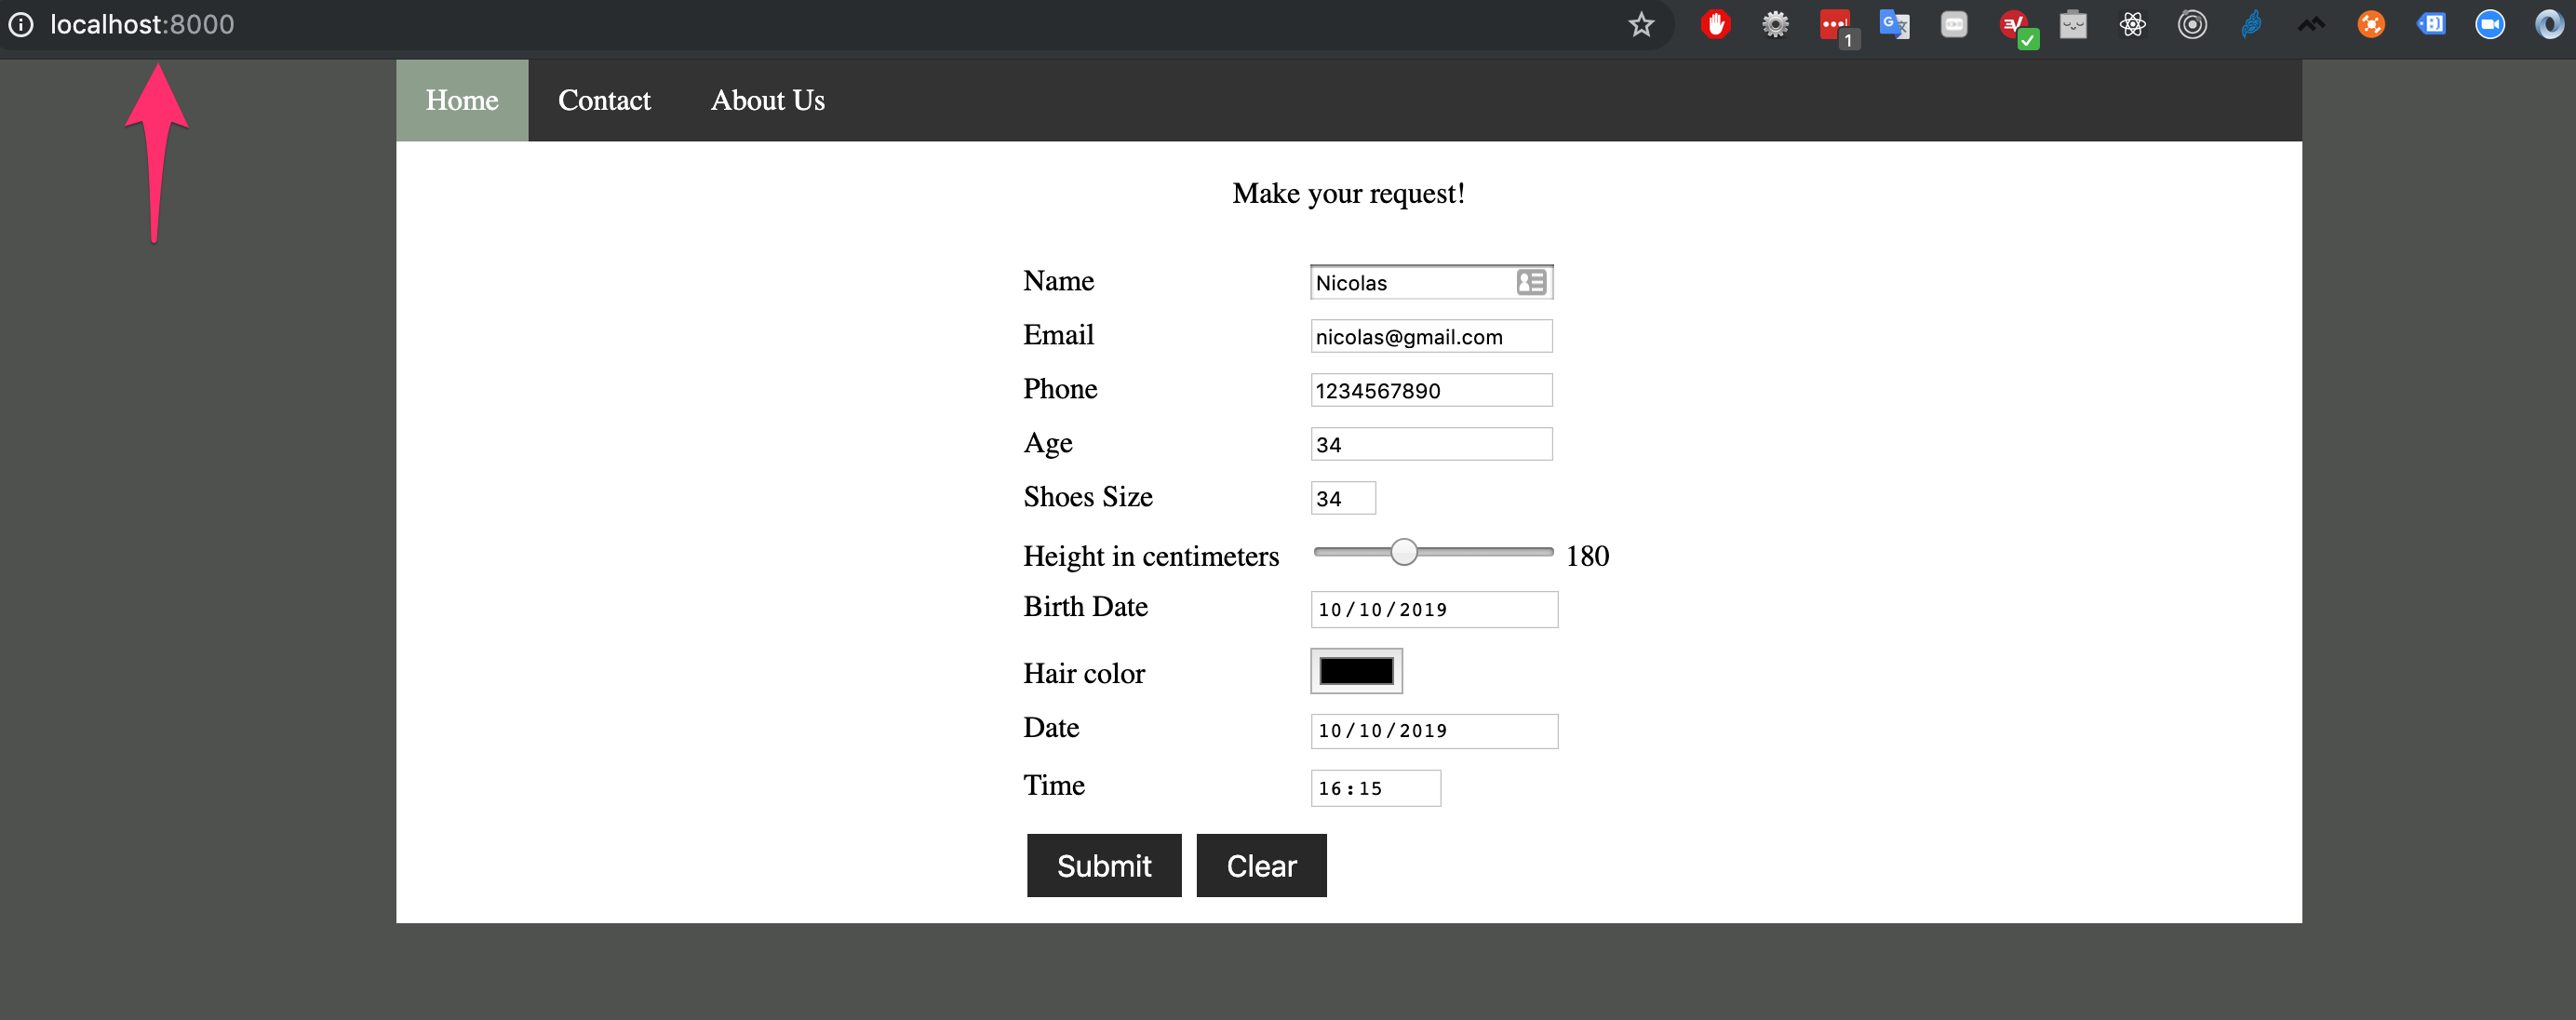 localhost:8000
1
Home Contact About Us
Make your request!
Name Nicolas
Email nicolas@gmail.com
Phone 1234567890
Age 34
Shoes Size 34
Height in centimeters 180
Birth Date 10/10/2019
Hair color
Date 10/10/2019
Time 16:15
Submit Clear